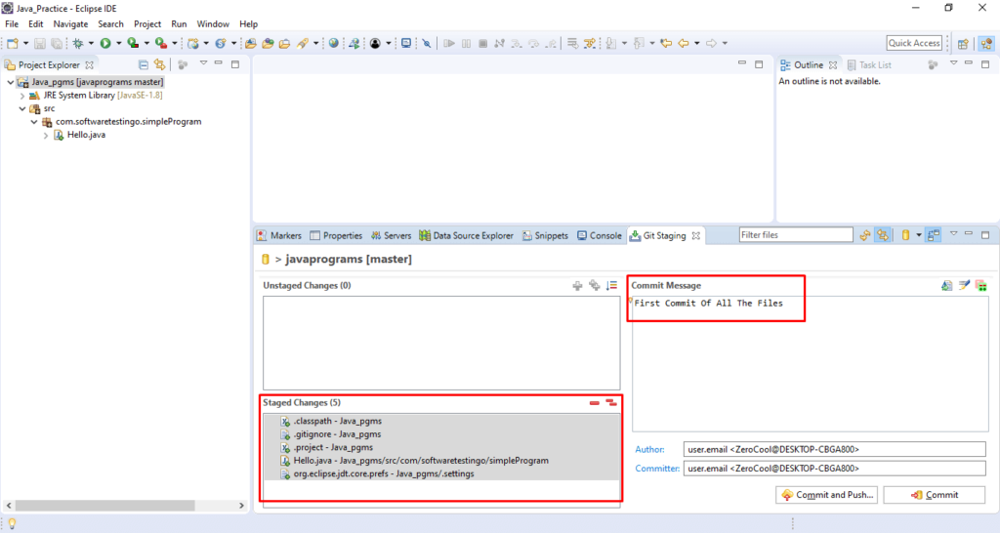 Java_Practice - Eclipse IDE
File Edit Navigate Search Project Run Window Help
Quick Access
Project Explorer
Java_pgms [javaprograms master]
JRE System Library [JavaSE-1.8]
src
com.softwaretestingo.simpleProgram
Hello.java
Outline Task List
An outline is not available.
Markers Properties Servers Data Source Explorer Snippets Console Git Staging Filter files
> javaprograms [master]
Unstaged Changes (0)
Staged Changes (5)
.classpath - Java_pgms
.gitignore - Java_pgms
.project - Java_pgms
Hello.java - Java_pgms/src/com/softwaretestingo/simpleProgram
org.eclipse.jdt.core.prefs - Java_pgms/.settings
Commit Message
First Commit Of All The Files
Author: user.email <ZeroCool@DESKTOP-CBGA800>
Committer: user.email <ZeroCool@DESKTOP-CBGA800>
Commit and Push... Commit